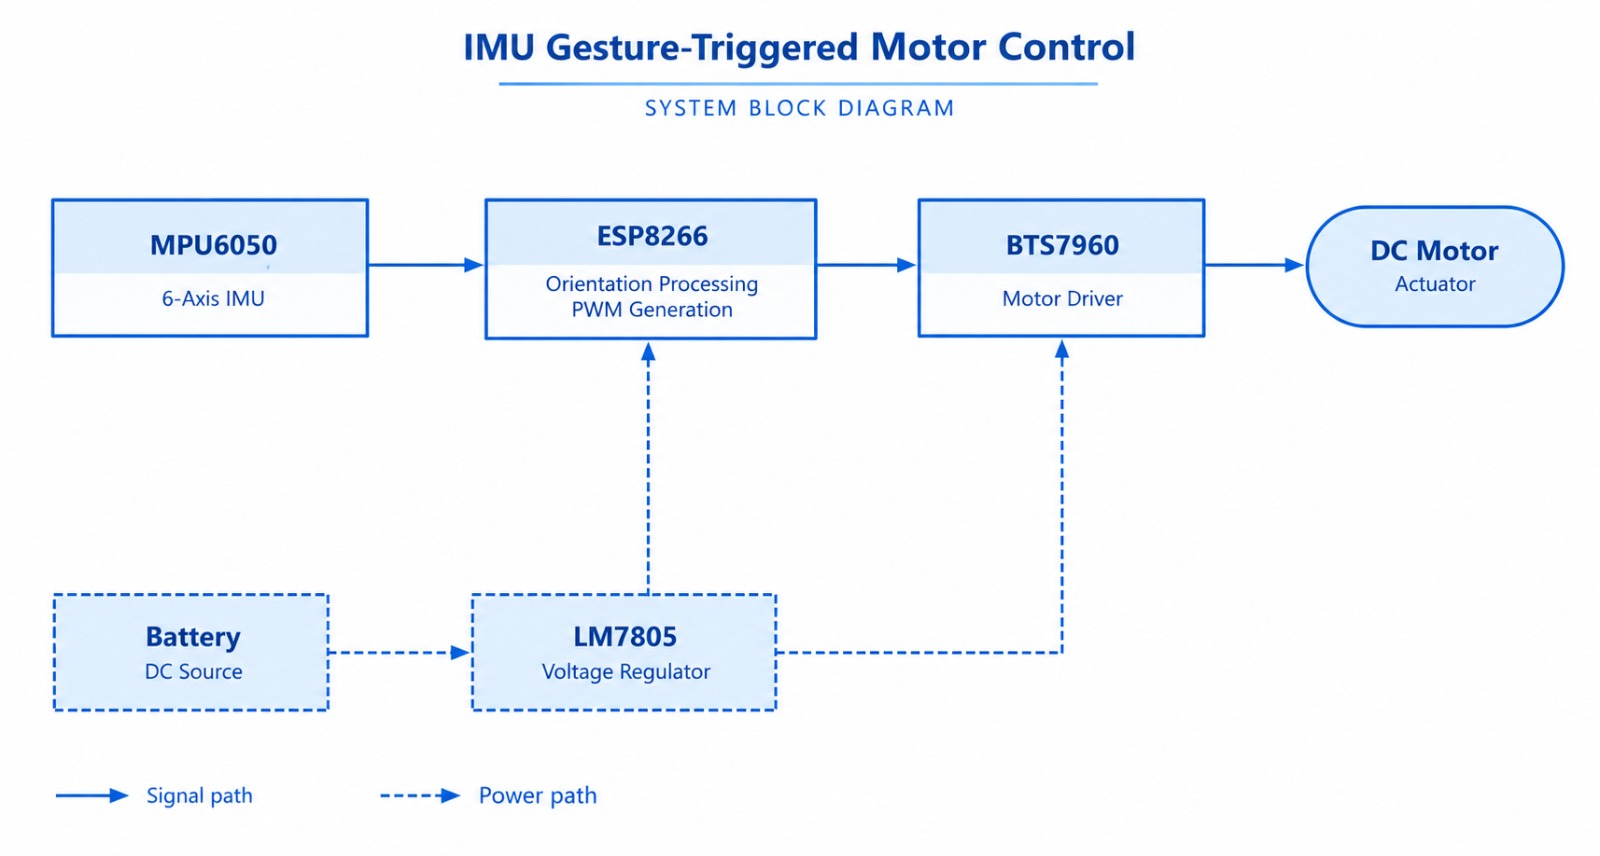 IMU Gesture-Triggered Motor Control
SYSTEM BLOCK DIAGRAM
MPU6050
6-Axis IMU
ESP8266
Orientation Processing
PWM Generation
BTS7960
Motor Driver
DC Motor
Actuator
Battery
DC Source
LM7805
Voltage Regulator
Signal path
Power path